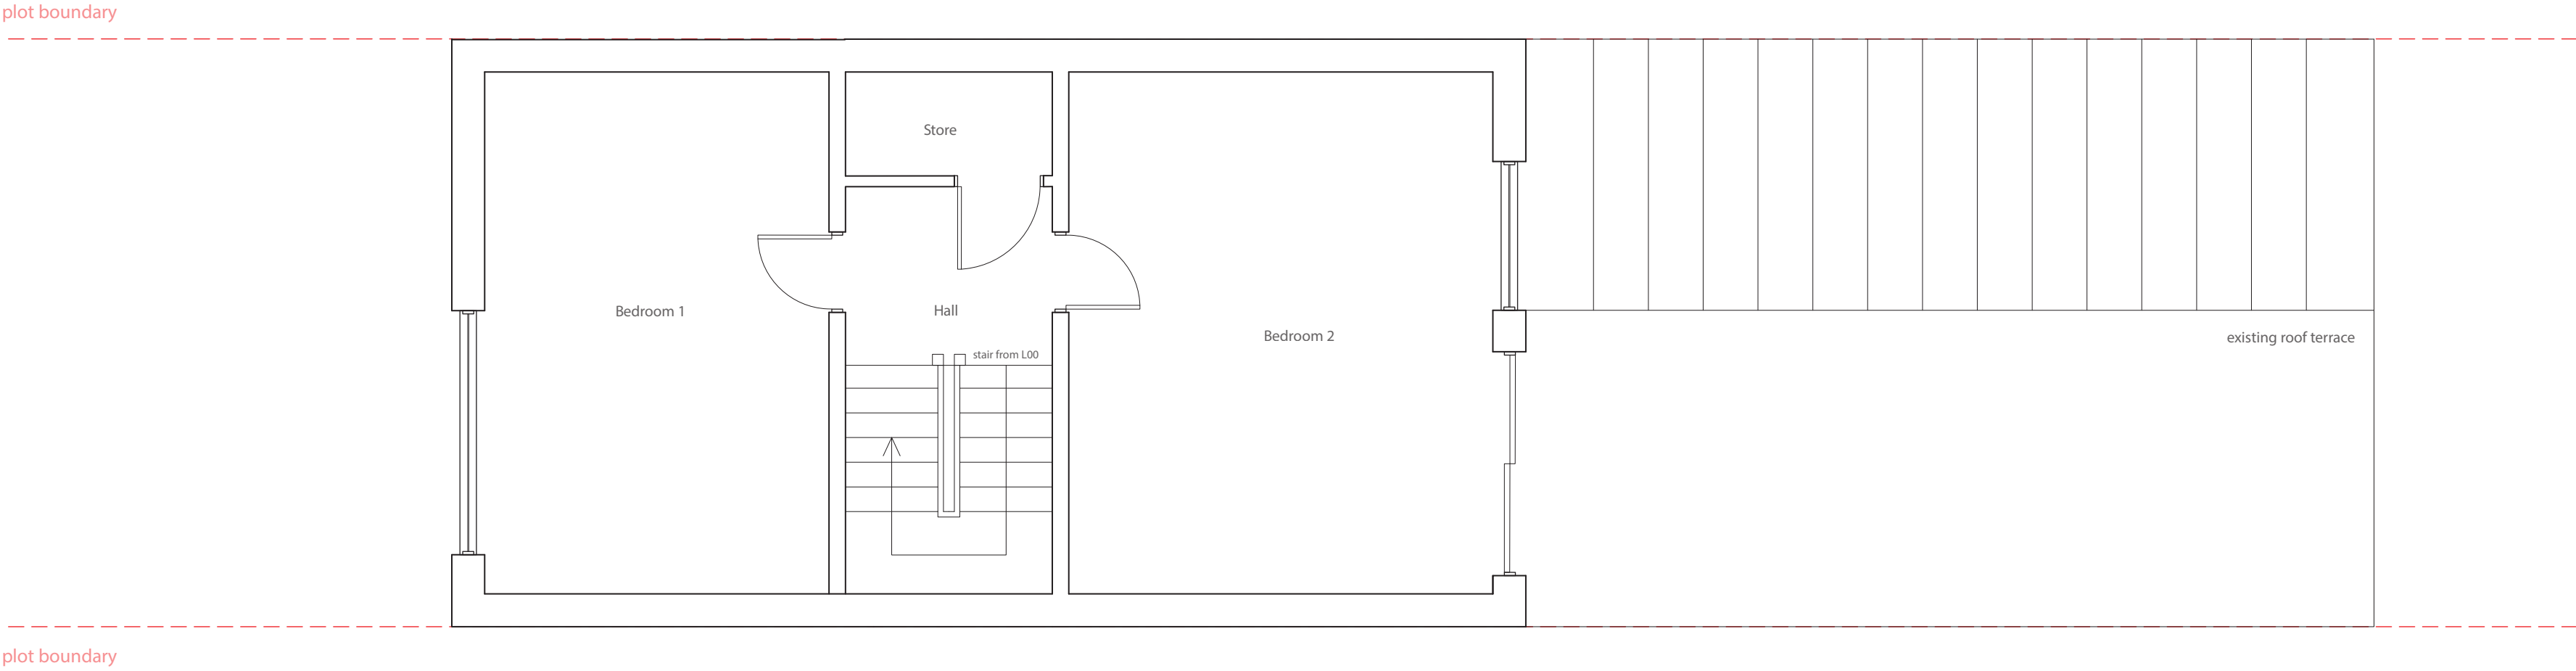 plot boundary
Store
Bedroom 1
Hall
Bedroom 2
existing roof terrace
stair from L00
plot boundary